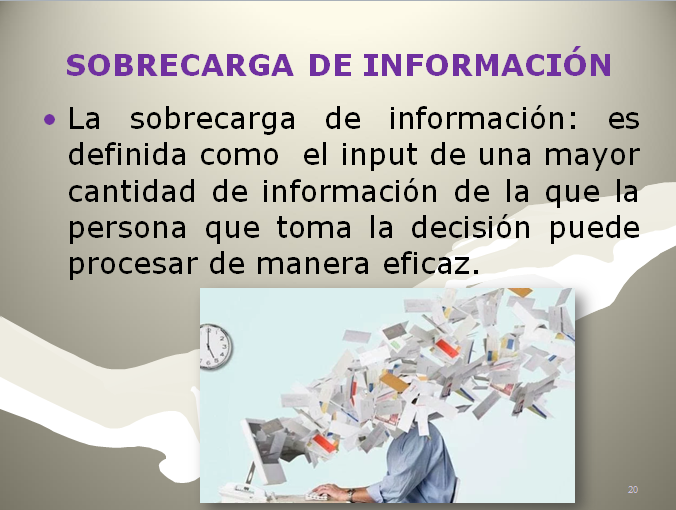 SOBRECARGA DE INFORMACIÓN
• La sobrecarga de información: es
definida como el input de una mayor
cantidad de información de la que la
persona que toma la decisión puede
procesar de manera eficaz.
20